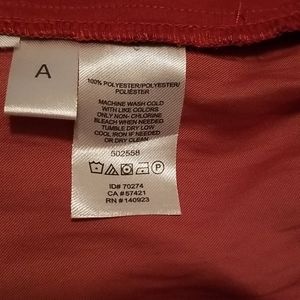 A
100% POLYESTER/POLYESTER/
POLIÉSTER
MACHINE WASH COLD
WITH LIKE COLORS
ONLY NON- CHLORINE
BLEACH WHEN NEEDED
TUMBLE DRY LOW
COOL IRON IF NEEDED
OR DRY CLEAN
502558
P
ID# 70274
CA #57421
RN # 140923